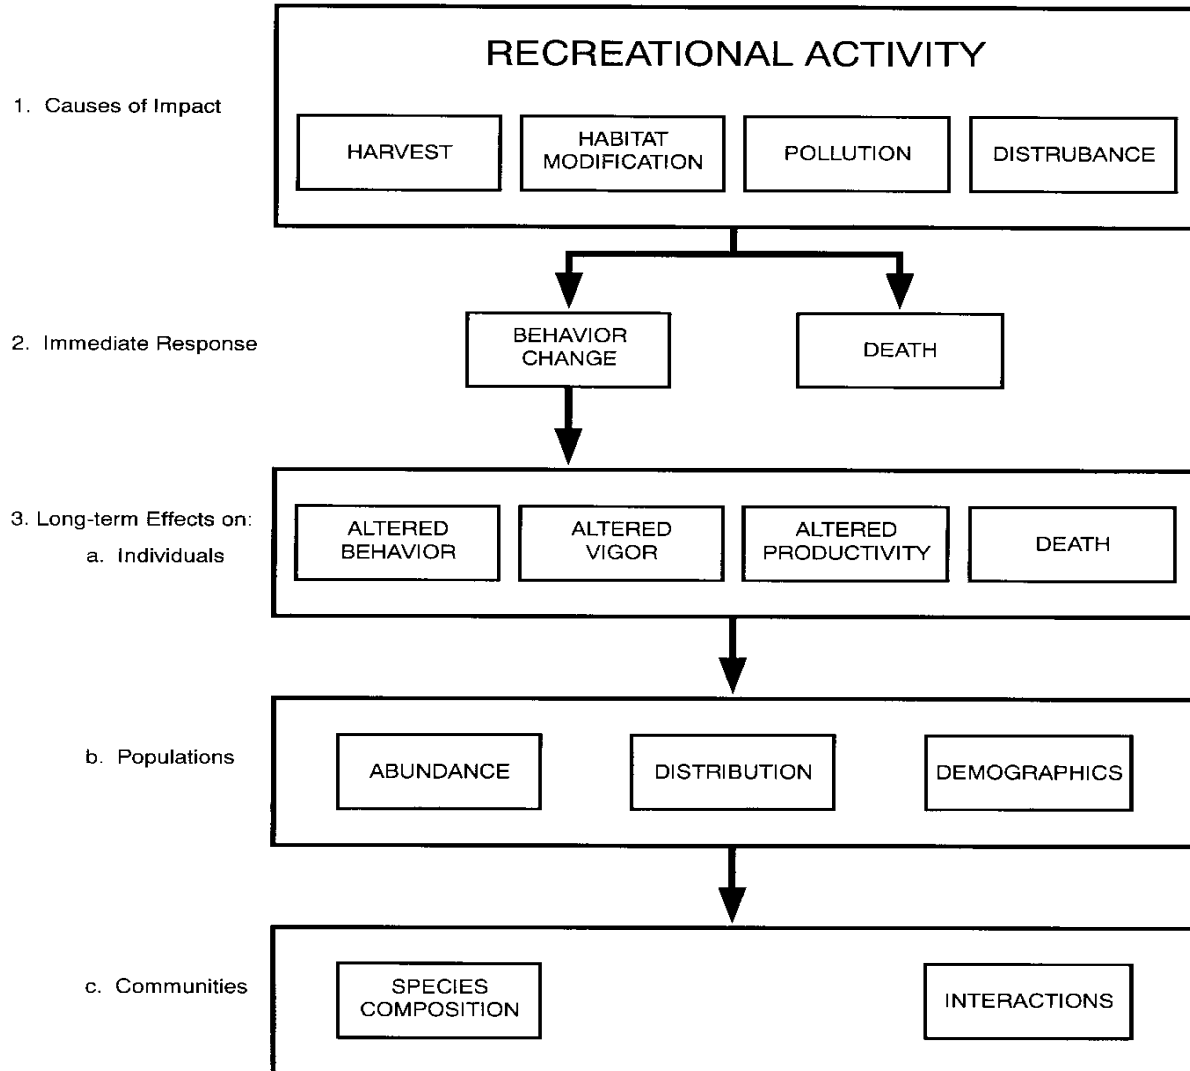 RECREATIONAL ACTIVITY
1. Causes of Impact
HARVEST
HABITAT
MODIFICATION
POLLUTION
DISTRUBANCE
2. Immediate Response
BEHAVIOR
CHANGE
DEATH
3. Long-term Effects on:
a. Individuals
ALTERED
BEHAVIOR
ALTERED
VIGOR
ALTERED
PRODUCTIVITY
DEATH
b. Populations
ABUNDANCE
DISTRIBUTION
DEMOGRAPHICS
c. Communities
SPECIES
COMPOSITION
INTERACTIONS